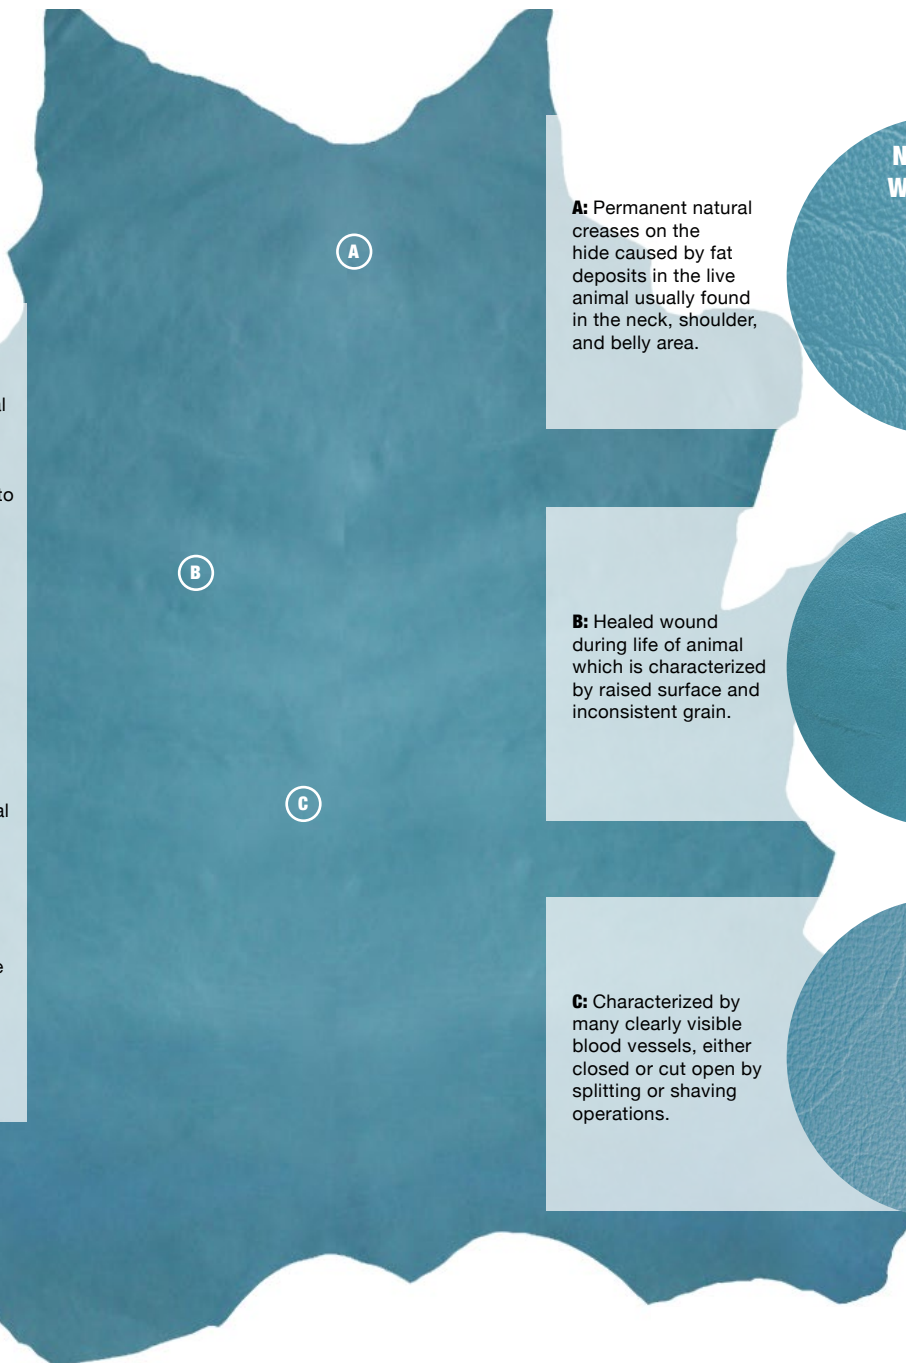 A
A: Permanent natural
creases on the
hide caused by fat
deposits in the live
animal usually found
in the neck, shoulder,
and belly area.
to
B
B: Healed wound
during life of animal
which is characterized
by raised surface and
inconsistent grain.
C
C: Characterized by
many clearly visible
blood vessels, either
closed or cut open by
splitting or shaving
operations.